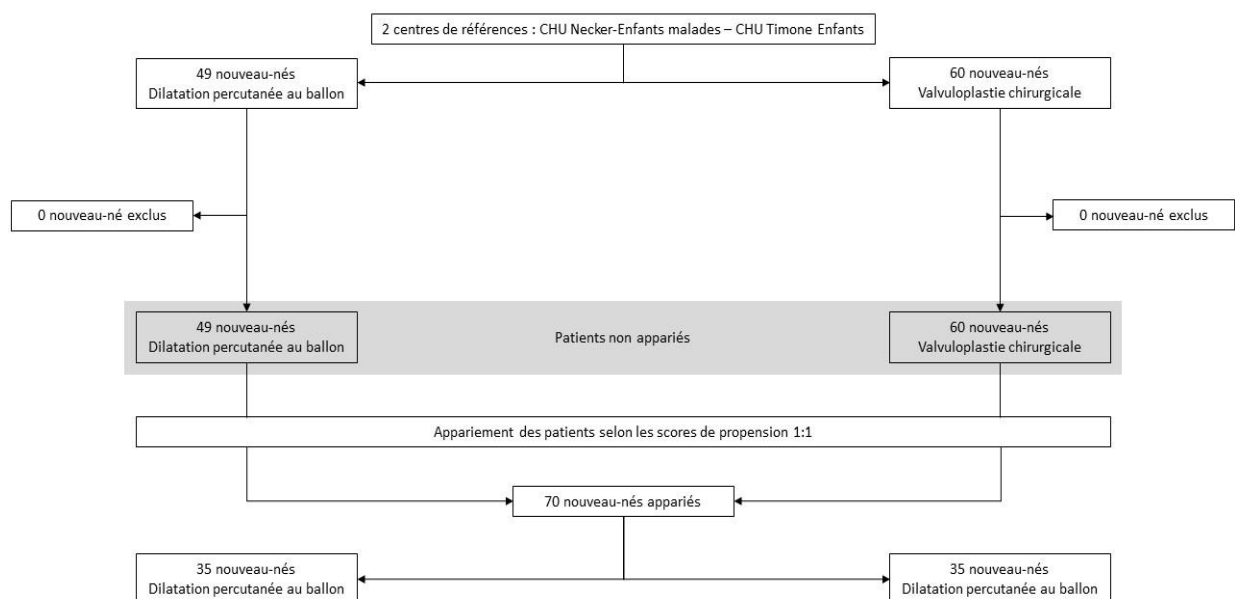 2 centres de références : CHU Necker-Enfants malades – CHU Timone Enfants
49 nouveau-nés
Dilatation percutanée au ballon
60 nouveau-nés
Valvuloplastie chirurgicale
0 nouveau-né exclus
0 nouveau-né exclus
49 nouveau-nés
Dilatation percutanée au ballon
Patients non appariés
60 nouveau-nés
Valvuloplastie chirurgicale
Appariement des patients selon les scores de propension 1:1
70 nouveau-nés appariés
35 nouveau-nés
Dilatation percutanée au ballon
35 nouveau-nés
Dilatation percutanée au ballon